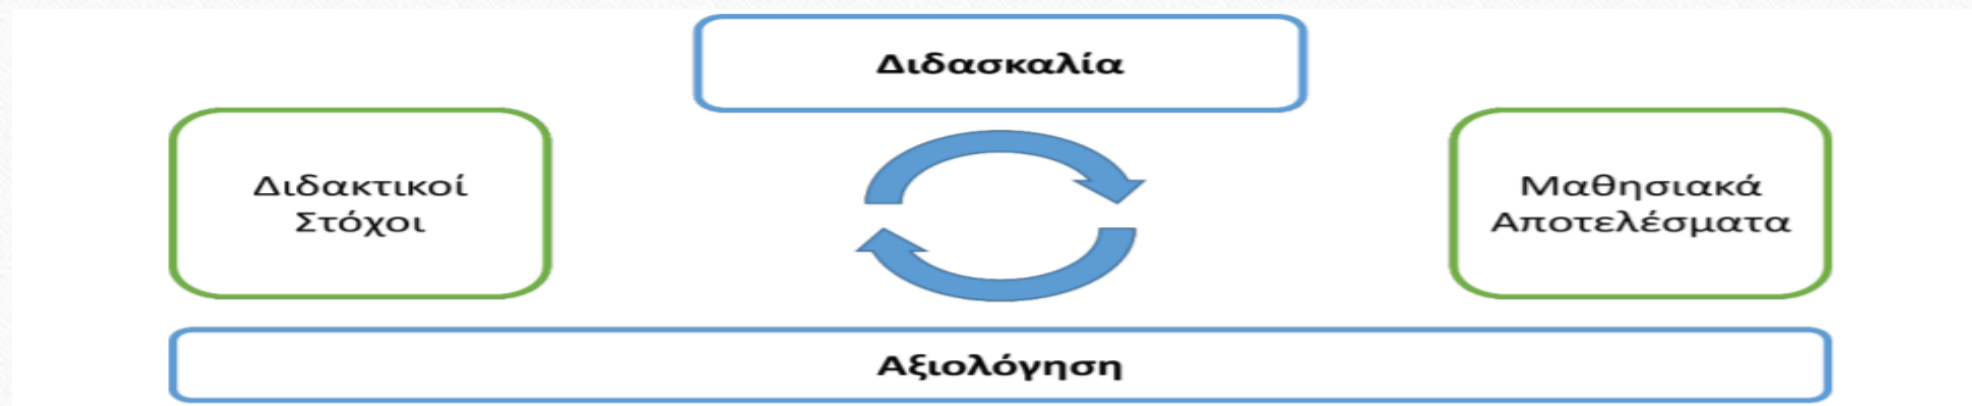 Διδασκαλία
Διδακτικοί
Στόχοι
Μαθησιακά
Αποτελέσματα
Αξιολόγηση